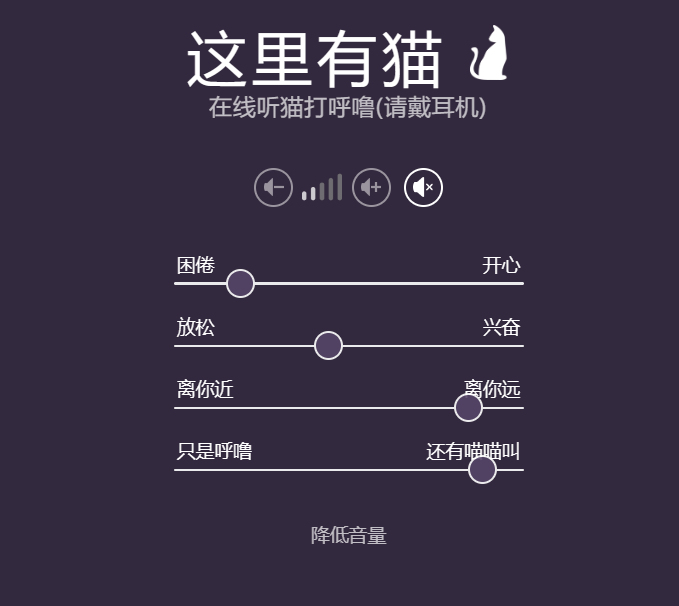 这里有猫
在线听猫打呼噜(请戴耳机)
困倦 开心
放松 兴奋
离你近 离你远
只是呼噜 还有喵喵叫
降低音量